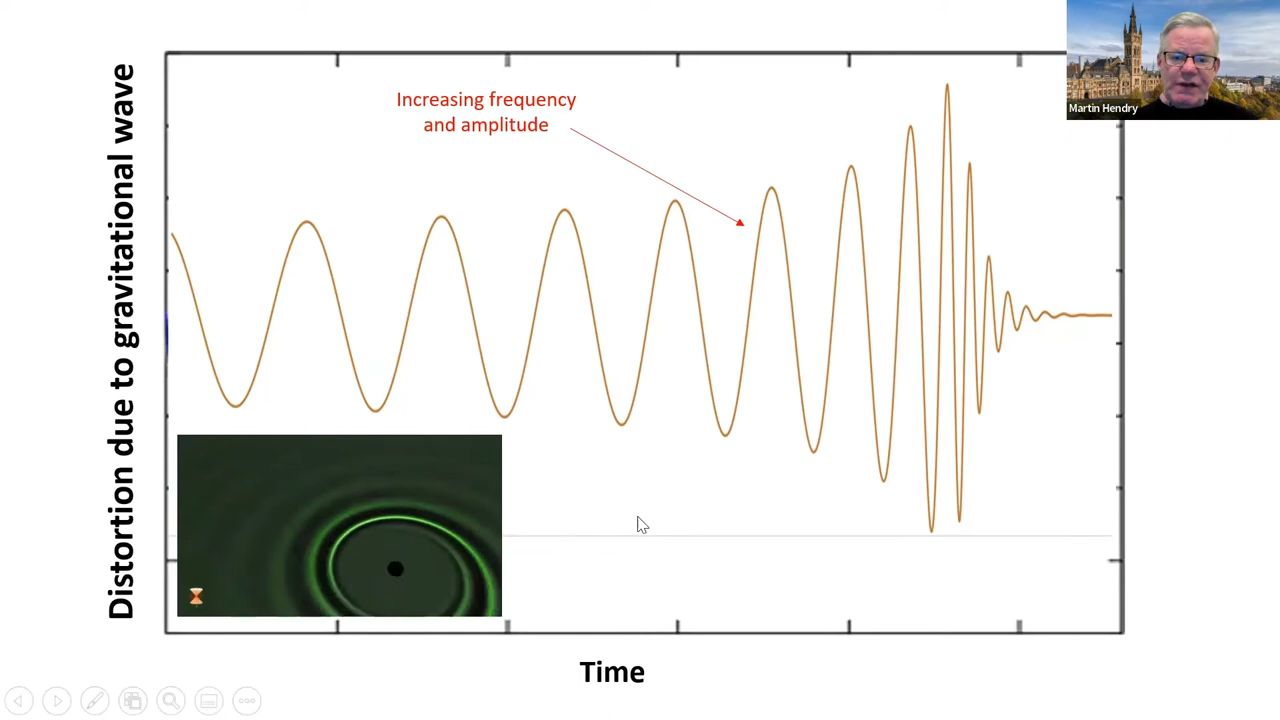 Increasing frequency
and amplitude
Martin Hendry
Distortion due to gravitational wave
Time